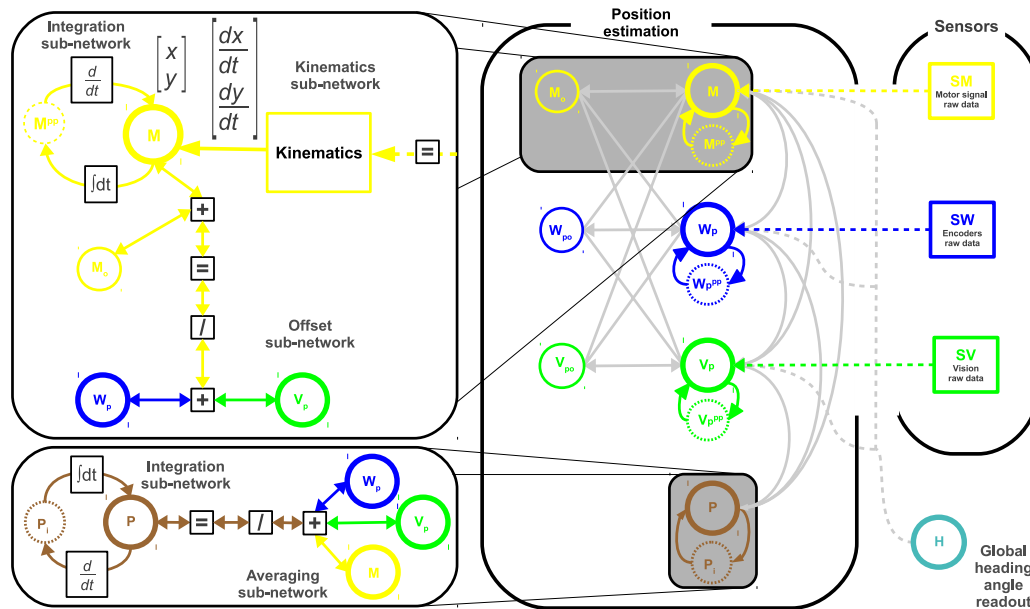 Integration
sub-network
d
dt
M^PP
M
∫dt
[x
y]
[dx
dt
dy
dt]
Kinematics
sub-network
Kinematics
=
+
M_o
=
/
Offset
sub-network
W_p
+
V_p
Integration
sub-network
∫dt
P_i
P
d
dt
=
/
+
W_p
V_p
M
Averaging
sub-network
Position
estimation
M_o
M
M^PP
W_po
W_p
W_p^pp
V_po
V_p
V_p^pp
P
P_i
Sensors
SM
Motor signal
raw data
SW
Encoders
raw data
SV
Vision
raw data
H
Global
heading
angle
readout